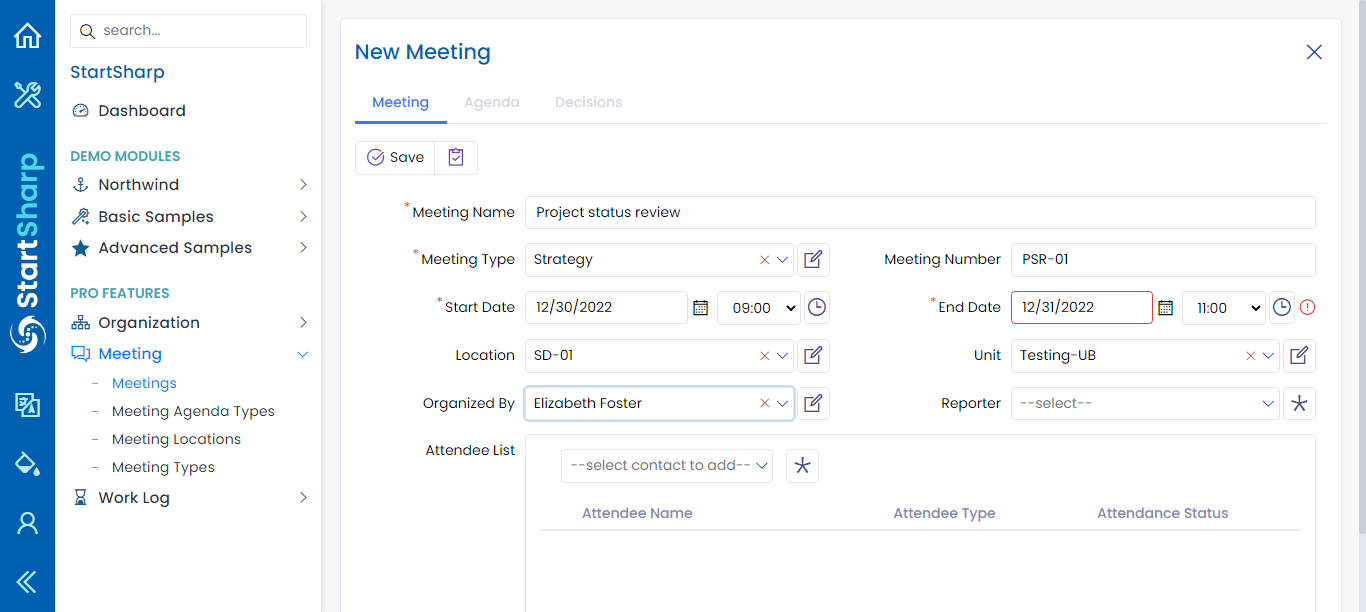 search...
StartSharp
Dashboard
DEMO MODULES
Northwind
Basic Samples
Advanced Samples
PRO FEATURES
Organization
Meeting
Meetings
Meeting Agenda Types
Meeting Locations
Meeting Types
Work Log
StartSharp
New Meeting
Meeting Agenda Decisions
Save
*Meeting Name Project status review
*Meeting Type Strategy Meeting Number PSR-01
*Start Date 12/30/2022 09:00 *End Date 12/31/2022 11:00
Location SD-01 Unit Testing-UB
Organized By Elizabeth Foster Reporter --select--
Attendee List --select contact to add--
Attendee Name Attendee Type Attendance Status